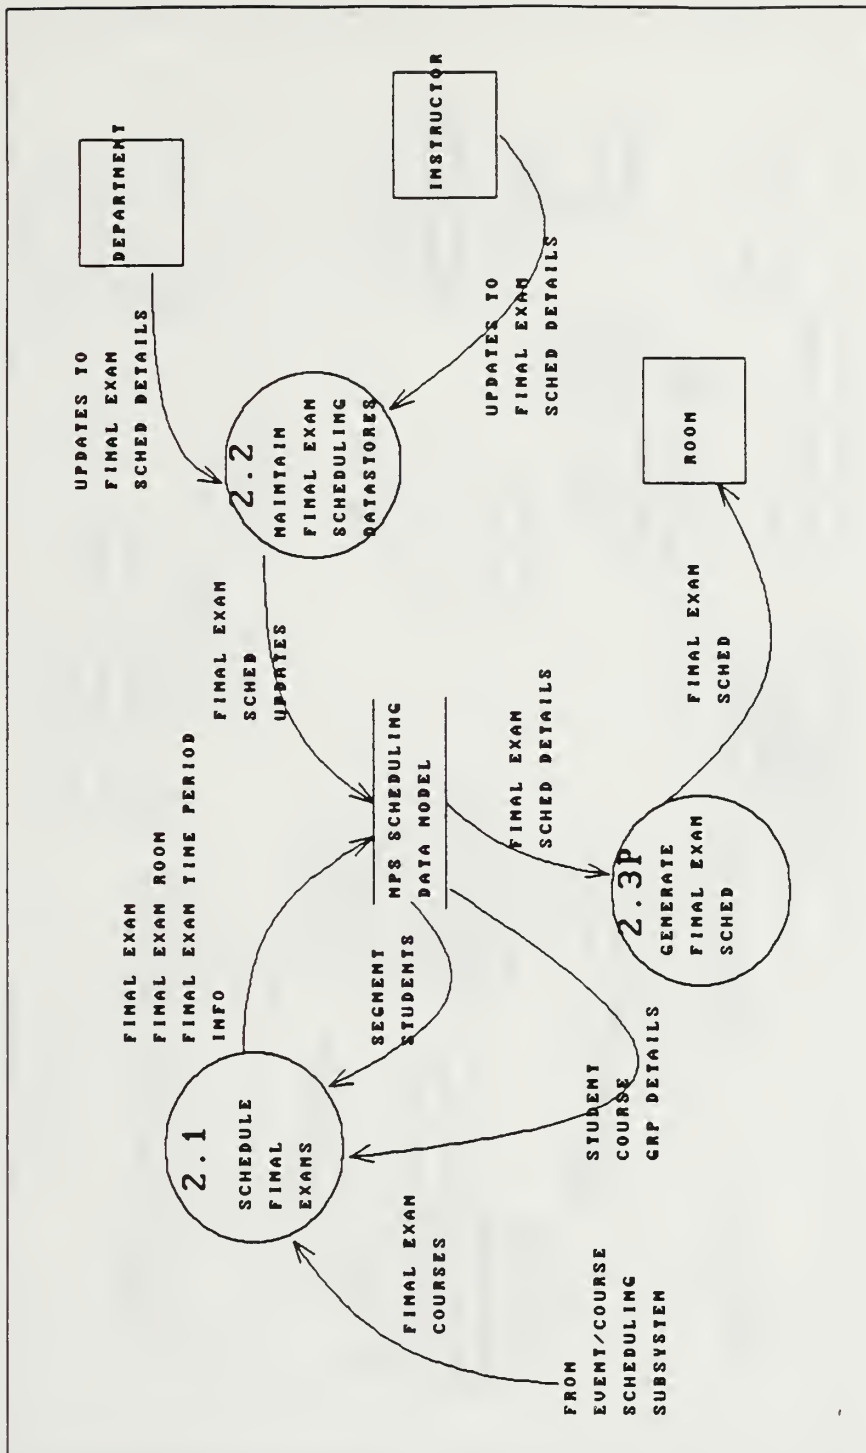 FINAL EXAM
FINAL EXAM ROOM
FINAL EXAM TIME PERIOD
INFO
2.1
SCHEDULE
FINAL
EXAMS
FINAL EXAM
COURSES
FROM
EVENT/COURSE
SCHEDULING
SUBSYSTEM
SEGMENT
STUDENTS
STUDENT
COURSE
GRP DETAILS
MPS SCHEDULING
DATA MODEL
FINAL EXAM
SCHED
UPDATES
UPDATES TO
FINAL EXAM
SCHED DETAILS
DEPARTMENT
2.2
MAINTAIN
FINAL EXAM
SCHEDULING
DATASTORES
INSTRUCTOR
UPDATES TO
FINAL EXAM
SCHED DETAILS
FINAL EXAM
SCHED DETAILS
2.3P
GENERATE
FINAL EXAM
SCHED
FINAL EXAM
SCHED
ROOM